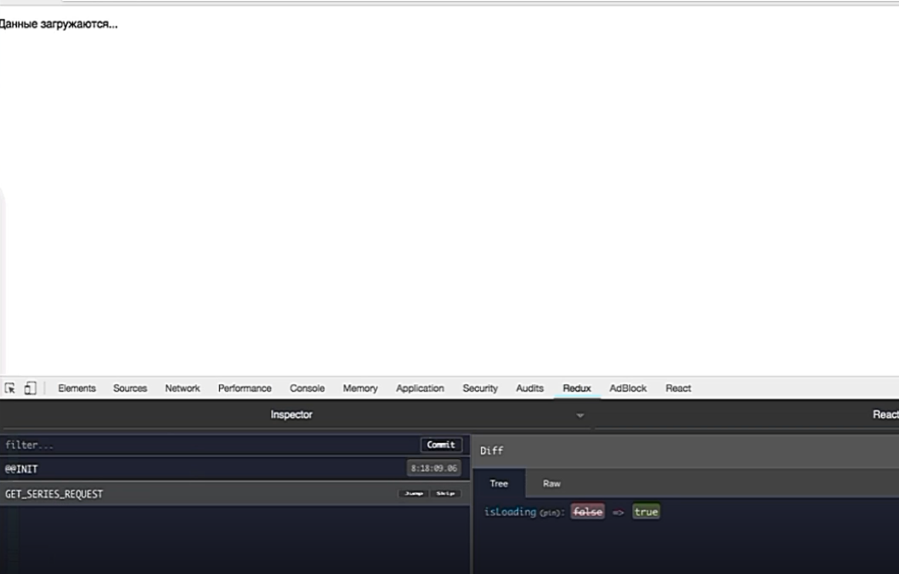 Данные загружаются...
Elements Sources Network Performance Console Memory Application Security Audits Redux AdBlock React
Inspector React
filter... Commit
Diff
@@INIT 8:18:09.06
Tree Raw
GET_SERIES_REQUEST Jump Skip
isLoading (pin): false => true